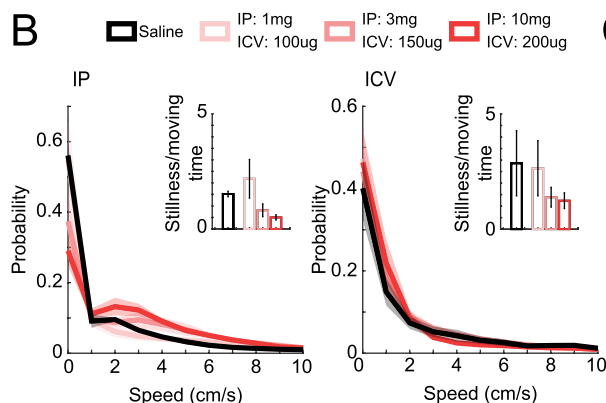 B
Saline
IP: 1mg
ICV: 100ug
IP: 3mg
ICV: 150ug
IP: 10mg
ICV: 200ug
IP
Probability
0.6
0.4
0.2
0.0
0 2 4 6 8 10
Speed (cm/s)
Stillness/moving
time
5
0
ICV
Probability
0.6
0.4
0.2
0
0 2 4 6 8 10
Speed (cm/s)
Stillness/moving
time
5
0